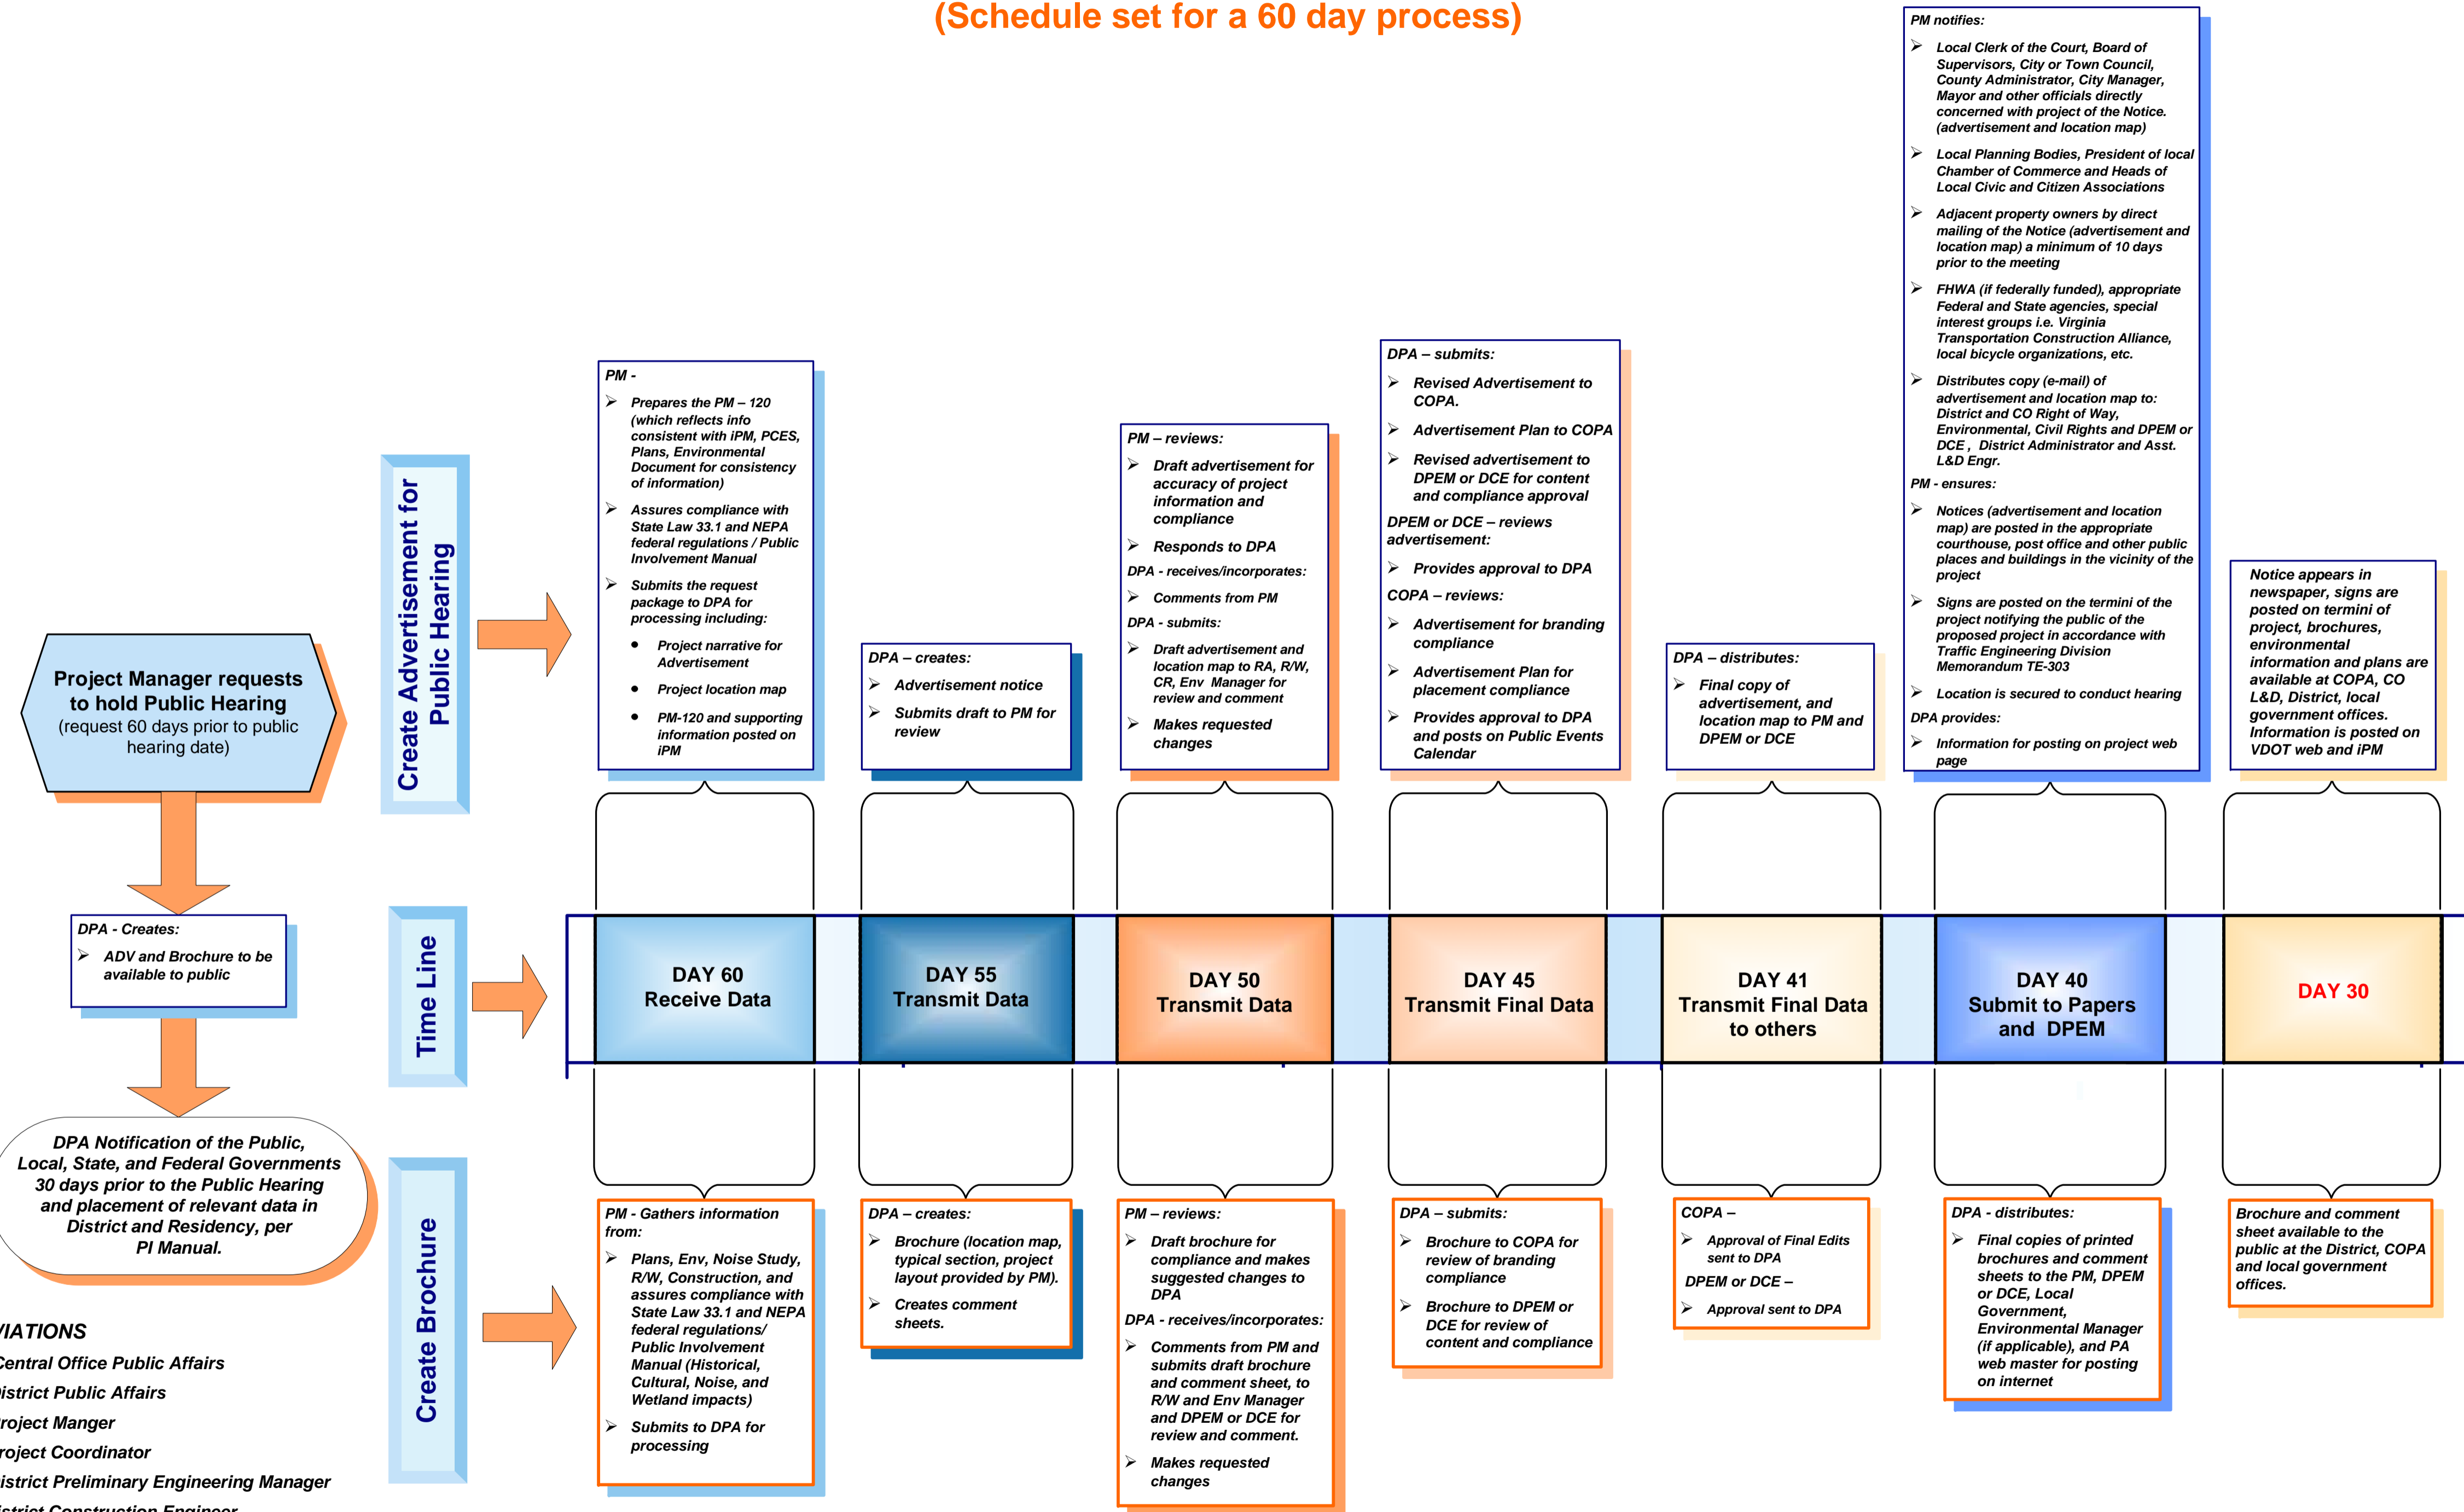 (Schedule set for a 60 day process)
Project Manager requests
to hold Public Hearing
(request 60 days prior to public
hearing date)
DPA - Creates:
➢ ADV and Brochure to be
available to public
DPA Notification of the Public,
Local, State, and Federal Governments
30 days prior to the Public Hearing
and placement of relevant data in
District and Residency, per
PI Manual.
VIATIONS
Central Office Public Affairs
District Public Affairs
Project Manger
Project Coordinator
District Preliminary Engineering Manager
District Construction Engineer
Create Advertisement for
Public Hearing
PM -
➢ Prepares the PM – 120
(which reflects info
consistent with iPM, PCES,
Plans, Environmental
Document for consistency
of information)
➢ Assures compliance with
State Law 33.1 and NEPA
federal regulations / Public
Involvement Manual
➢ Submits the request
package to DPA for
processing including:
• Project narrative for
Advertisement
• Project location map
• PM-120 and supporting
information posted on
iPM
DPA – creates:
➢ Advertisement notice
➢ Submits draft to PM for
review
PM – reviews:
➢ Draft advertisement for
accuracy of project
information and
compliance
➢ Responds to DPA
DPA - receives/incorporates:
➢ Comments from PM
DPA - submits:
➢ Draft advertisement and
location map to RA, R/W,
CR, Env Manager for
review and comment
➢ Makes requested
changes
DPA – submits:
➢ Revised Advertisement to
COPA.
➢ Advertisement Plan to COPA
➢ Revised advertisement to
DPEM or DCE for content
and compliance approval
DPEM or DCE – reviews
advertisement:
➢ Provides approval to DPA
COPA – reviews:
➢ Advertisement for branding
compliance
➢ Advertisement Plan for
placement compliance
➢ Provides approval to DPA
and posts on Public Events
Calendar
DPA – distributes:
➢ Final copy of
advertisement, and
location map to PM and
DPEM or DCE
PM notifies:
➢ Local Clerk of the Court, Board of
Supervisors, City or Town Council,
County Administrator, City Manager,
Mayor and other officials directly
concerned with project of the Notice.
(advertisement and location map)
➢ Local Planning Bodies, President of local
Chamber of Commerce and Heads of
Local Civic and Citizen Associations
➢ Adjacent property owners by direct
mailing of the Notice (advertisement and
location map) a minimum of 10 days
prior to the meeting
➢ FHWA (if federally funded), appropriate
Federal and State agencies, special
interest groups i.e. Virginia
Transportation Construction Alliance,
local bicycle organizations, etc.
➢ Distributes copy (e-mail) of
advertisement and location map to:
District and CO Right of Way,
Environmental, Civil Rights and DPEM or
DCE , District Administrator and Asst.
L&D Engr.
PM - ensures:
➢ Notices (advertisement and location
map) are posted in the appropriate
courthouse, post office and other public
places and buildings in the vicinity of the
project
➢ Signs are posted on the termini of the
project notifying the public of the
proposed project in accordance with
Traffic Engineering Division
Memorandum TE-303
➢ Location is secured to conduct hearing
DPA provides:
➢ Information for posting on project web
page
Notice appears in
newspaper, signs are
posted on termini of
project, brochures,
environmental
information and plans are
available at COPA, CO
L&D, District, local
government offices.
Information is posted on
VDOT web and iPM
Time Line
DAY 60
Receive Data
DAY 55
Transmit Data
DAY 50
Transmit Data
DAY 45
Transmit Final Data
DAY 41
Transmit Final Data
to others
DAY 40
Submit to Papers
and DPEM
DAY 30
Create Brochure
PM - Gathers information
from:
➢ Plans, Env, Noise Study,
R/W, Construction, and
assures compliance with
State Law 33.1 and NEPA
federal regulations/
Public Involvement
Manual (Historical,
Cultural, Noise, and
Wetland impacts)
➢ Submits to DPA for
processing
DPA – creates:
➢ Brochure (location map,
typical section, project
layout provided by PM).
➢ Creates comment
sheets.
PM – reviews:
➢ Draft brochure for
compliance and makes
suggested changes to
DPA
DPA - receives/incorporates:
➢ Comments from PM and
submits draft brochure
and comment sheet, to
R/W and Env Manager
and DPEM or DCE for
review and comment.
➢ Makes requested
changes
DPA – submits:
➢ Brochure to COPA for
review of branding
compliance
➢ Brochure to DPEM or
DCE for review of
content and compliance
COPA –
➢ Approval of Final Edits
sent to DPA
DPEM or DCE –
➢ Approval sent to DPA
DPA - distributes:
➢ Final copies of printed
brochures and comment
sheets to the PM, DPEM
or DCE, Local
Government,
Environmental Manager
(if applicable), and PA
web master for posting
on internet
Brochure and comment
sheet available to the
public at the District, COPA
and local government
offices.